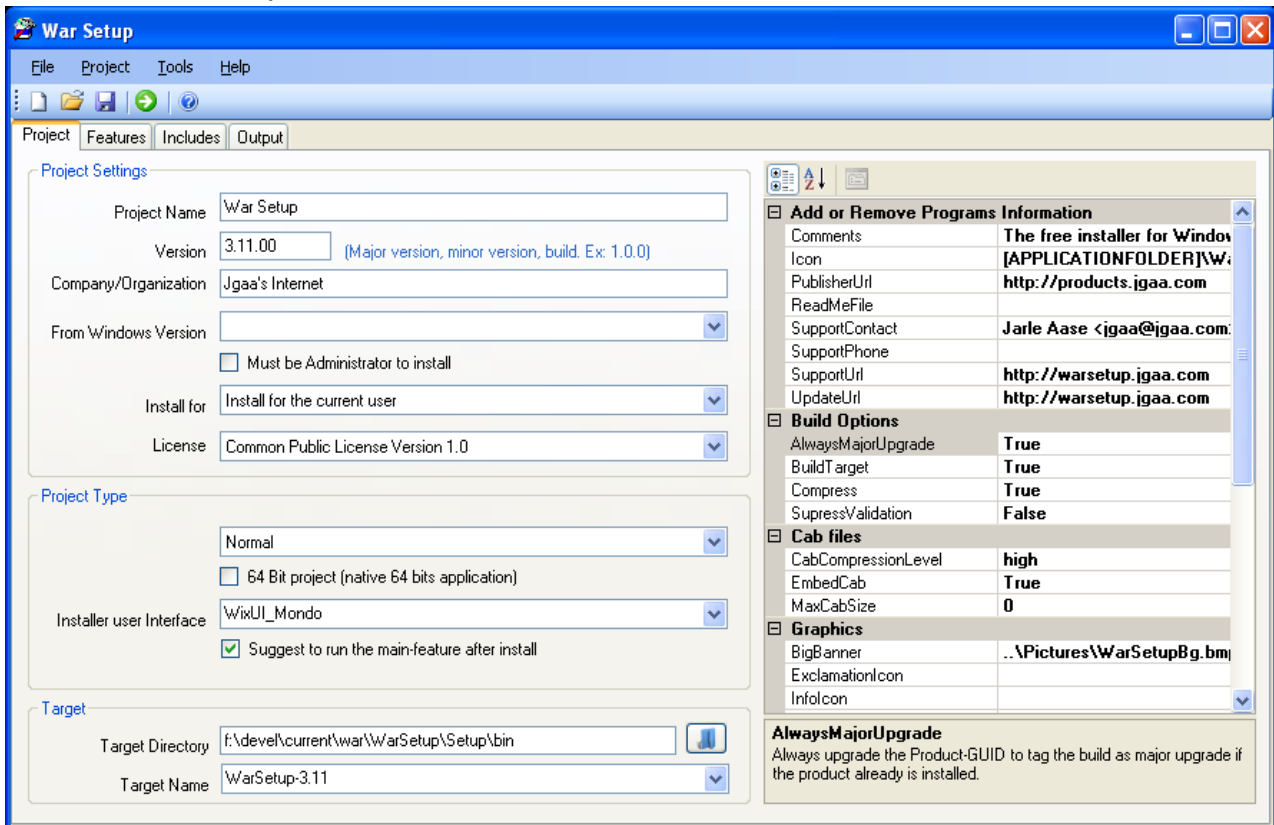 War Setup
File Project Tools Help
Project Features Includes Output
Project Settings
Project Name War Setup
Version 3.11.00 (Major version, minor version, build. Ex: 1.0.0)
Company/Organization Jgaa's Internet
From Windows Version
Must be Administrator to install
Install for Install for the current user
License Common Public License Version 1.0
Project Type
Normal
64 Bit project (native 64 bits application)
Installer user Interface WixUI_Mondo
Suggest to run the main-feature after install
Target
Target Directory f:\devel\current\war\WarSetup\Setup\bin
Target Name WarSetup-3.11
Add or Remove Programs Information
Comments The free installer for Window
Icon [APPLICATIONFOLDER]\Wa
PublisherUrl http://products.jgaa.com
ReadMeFile
SupportContact Jarle Aase <jgaa@jgaa.com>
SupportPhone
SupportUrl http://warsetup.jgaa.com
UpdateUrl http://warsetup.jgaa.com
Build Options
AlwaysMajorUpgrade True
BuildTarget True
Compress True
SupressValidation False
Cab files
CabCompressionLevel high
EmbedCab True
MaxCabSize 0
Graphics
BigBanner ..\Pictures\WarSetupBg.bmp
ExclamationIcon
InfoIcon
AlwaysMajorUpgrade
Always upgrade the Product-GUID to tag the build as major upgrade if
the product already is installed.